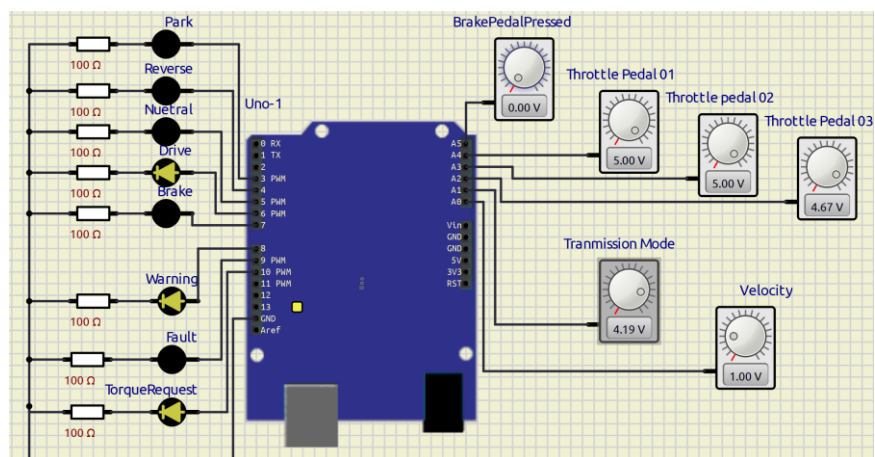 Park
100 Ω
Reverse
100 Ω
Nuetral
100 Ω
Drive
100 Ω
Brake
100 Ω
Warning
100 Ω
Fault
100 Ω
TorqueRequest
100 Ω
Uno-1
0 RX
1 TX
2
3 PWM
4
5 PWM
6 PWM
7
8
9 PWM
10 PWM
11 PWM
12
13
GND
Aref
A5
A4
A3
A2
A1
A0
Vin
GND
GND
5V
3V3
RST
BrakePedalPressed
0.00 V
Throttle Pedal 01
5.00 V
Throttle pedal 02
5.00 V
Throttle Pedal 03
4.67 V
Tranmission Mode
4.19 V
Velocity
1.00 V